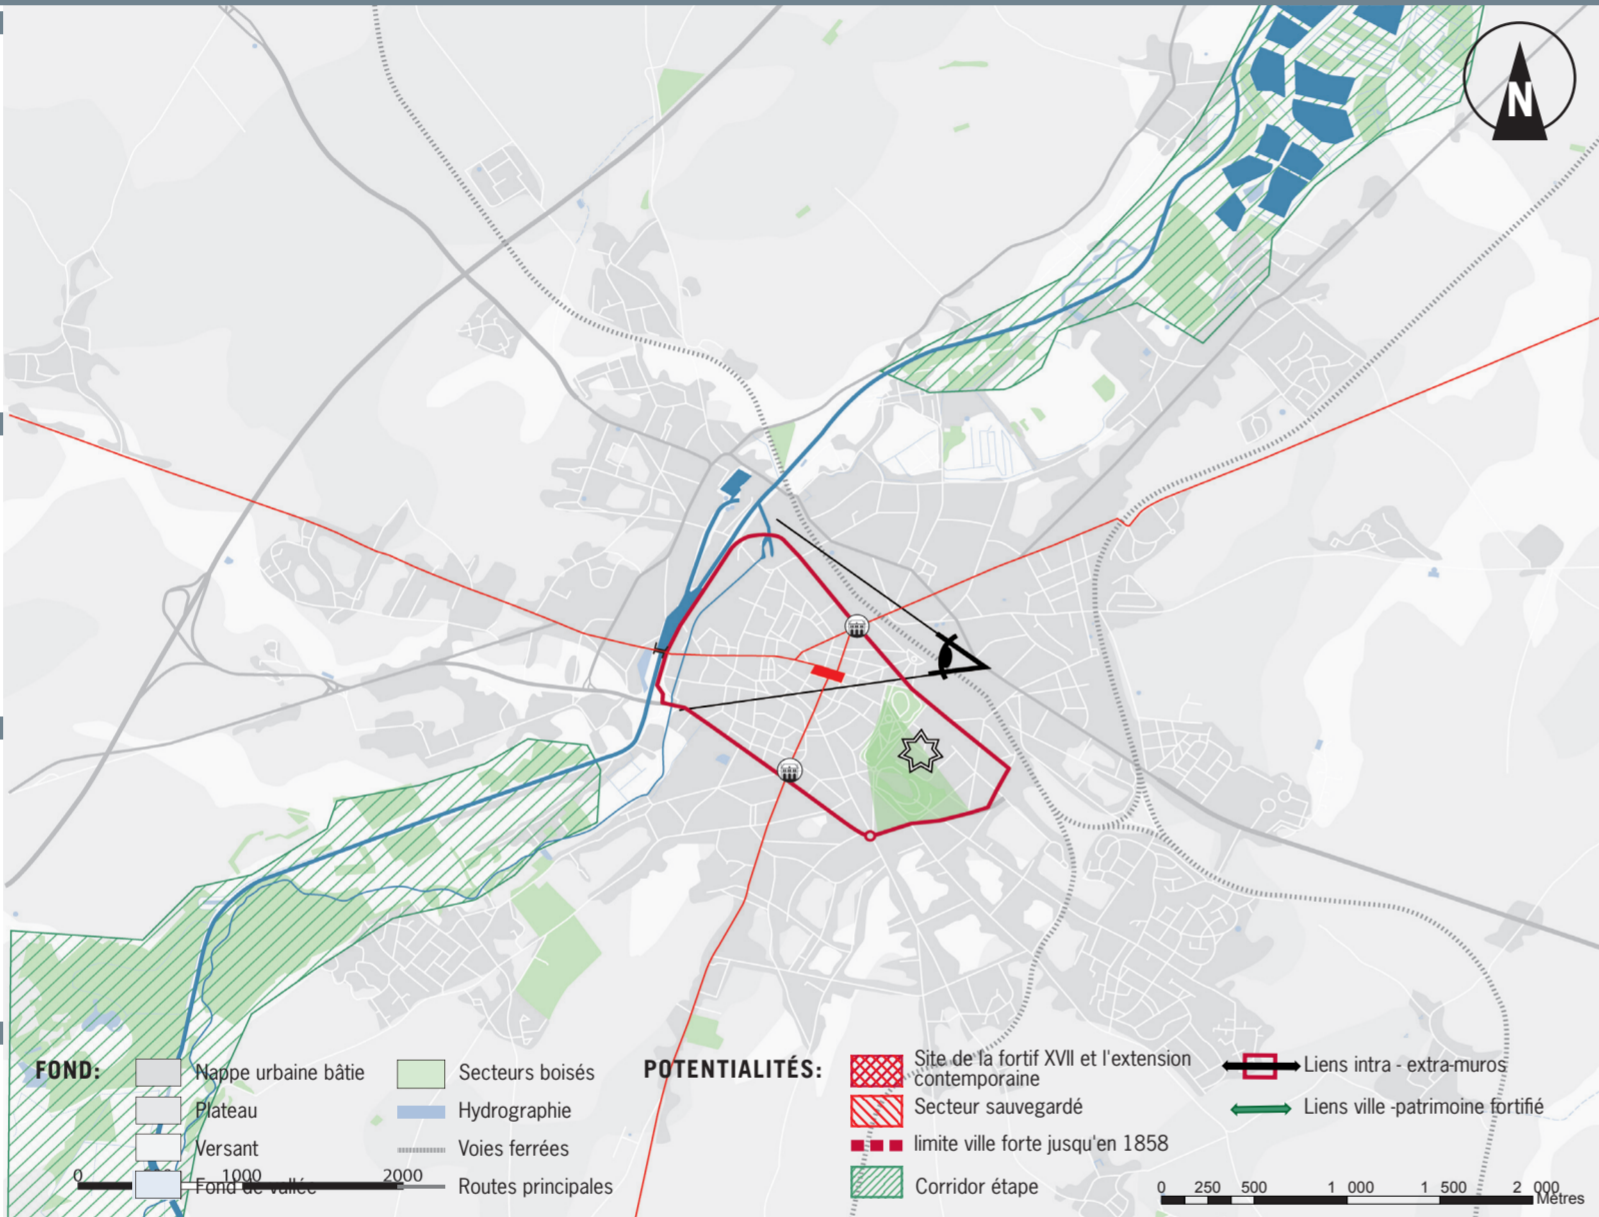 N
FOND:
Nappe urbaine bâtie
Plateau
Versant
Fond de vallée
0 1000 2000
Secteurs boisés
Hydrographie
Voies ferrées
Routes principales
POTENTIALITÉS:
Site de la fortif XVII et l'extension
contemporaine
Secteur sauvegardé
limite ville forte jusqu'en 1858
Corridor étape
Liens intra - extra-muros
Liens ville -patrimoine fortifié
0 250 500 1 000 1 500 2 000
Mètres